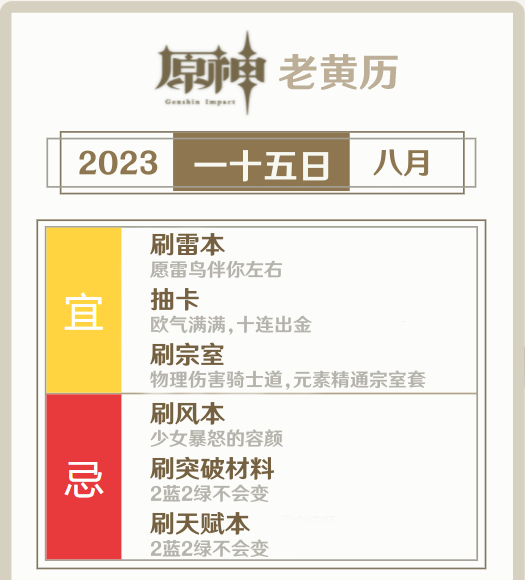 原神 老黄历
Genshin Impact
2023 一十五日 八月
宜
刷雷本
愿雷鸟伴你左右
抽卡
欧气满满,十连出金
刷宗室
物理伤害骑士道,元素精通宗室套
忌
刷风本
少女暴怒的容颜
刷突破材料
2蓝2绿不会变
刷天赋本
2蓝2绿不会变